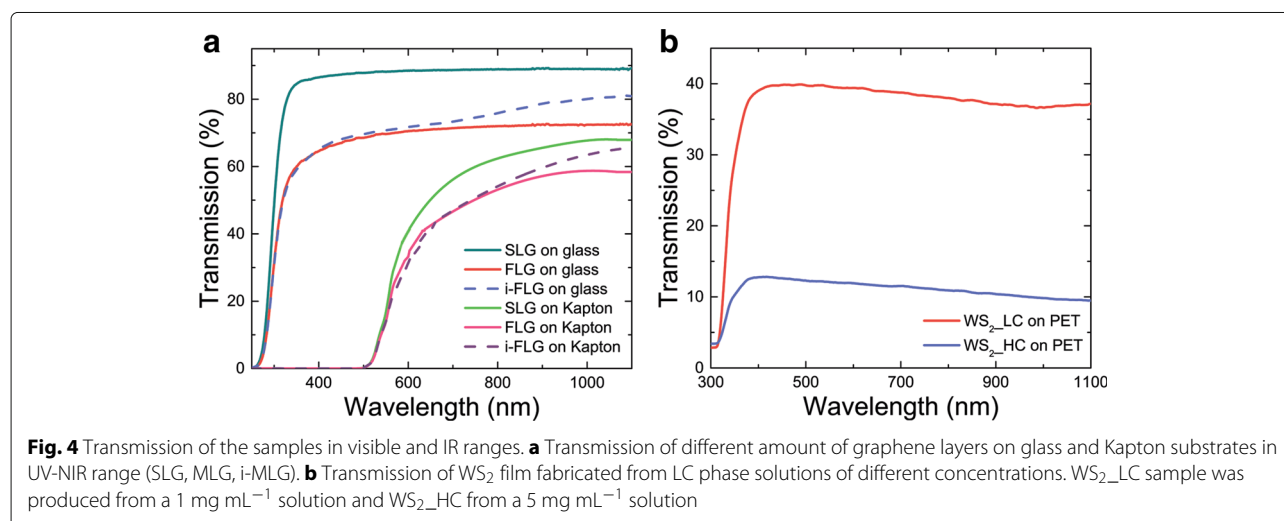 a
Transmission (%)
80
60
40
20
0
400
600
800
1000
Wavelength (nm)
SLG on glass
FLG on glass
i-FLG on glass
SLG on Kapton
FLG on Kapton
i-FLG on Kapton
b
Transmission (%)
40
30
20
10
0
300
500
700
900
1100
Wavelength (nm)
WS₂_LC on PET
WS₂_HC on PET
Fig. 4 Transmission of the samples in visible and IR ranges. a Transmission of different amount of graphene layers on glass and Kapton substrates in
UV-NIR range (SLG, MLG, i-MLG). b Transmission of WS₂ film fabricated from LC phase solutions of different concentrations. WS₂_LC sample was
produced from a 1 mg mL⁻¹ solution and WS₂_HC from a 5 mg mL⁻¹ solution